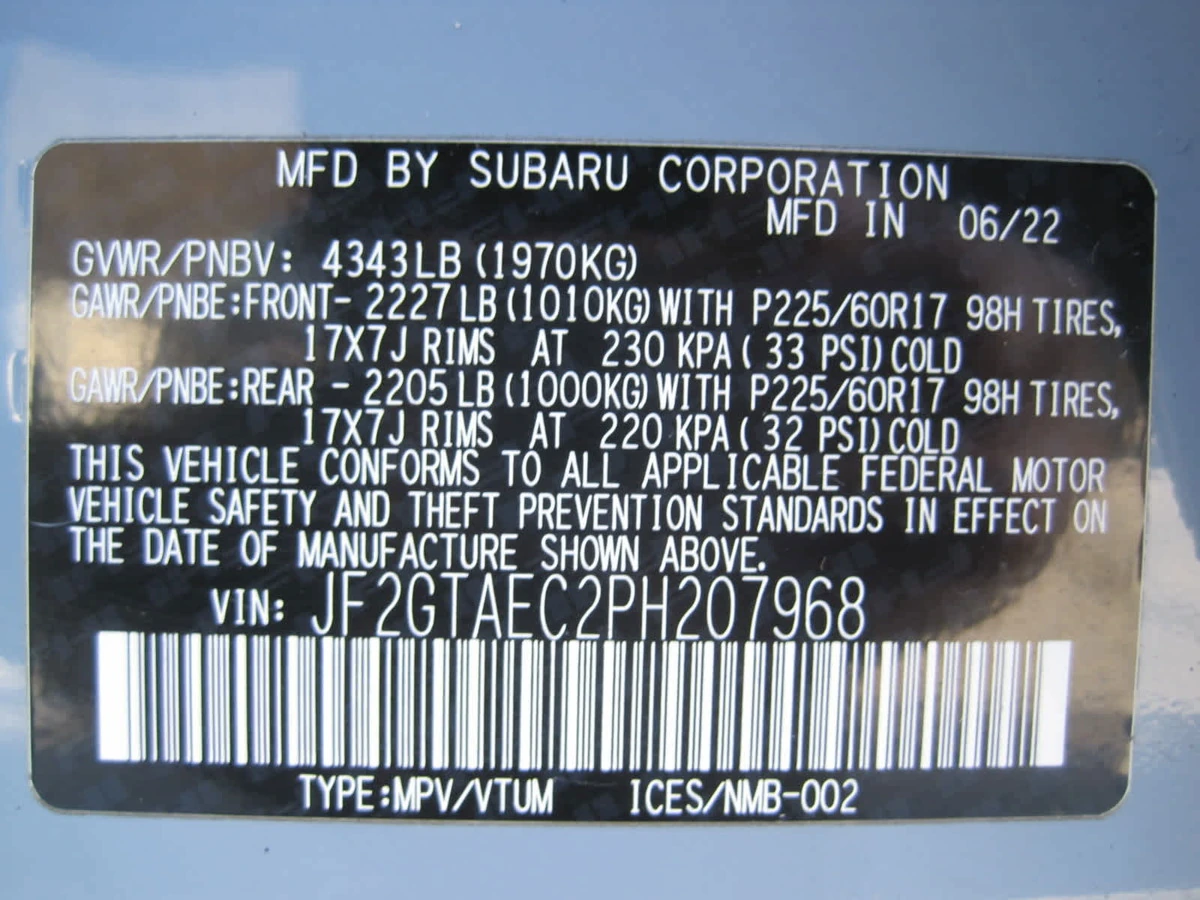 MFD BY SUBARU CORPORATION
MFD IN 06/22
GVWR/PNBV: 4343LB (1970KG)
GAWR/PNBE:FRONT- 2227LB (1010KG) WITH P225/60R17 98H TIRES,
17X7J RIMS AT 230 KPA( 33 PSI) COLD
GAWR/PNBE:REAR - 2205LB (1000KG) WITH P225/60R17 98H TIRES,
17X7J RIMS AT 220 KPA( 32 PSI) COLD
THIS VEHICLE CONFORMS TO ALL APPLICABLE FEDERAL MOTOR
VEHICLE SAFETY AND THEFT PREVENTION STANDARDS IN EFFECT ON
THE DATE OF MANUFACTURE SHOWN ABOVE.
VIN: JF2GTAEC2PH207968
TYPE:MPV/VTUM ICES/NMB-002